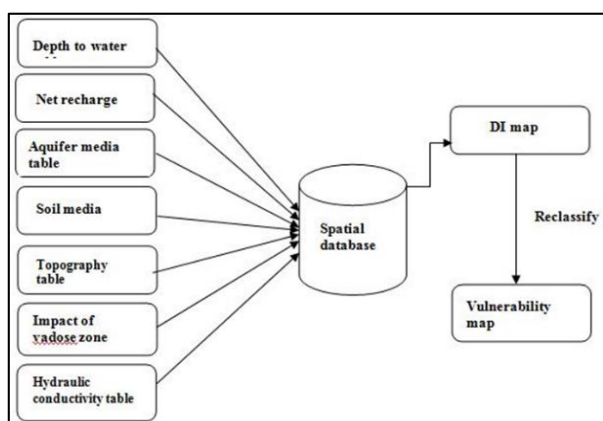 Depth to water
Net recharge
Aquifer media
table
Soil media
Topography
table
Impact of
vadose zone
Hydraulic
conductivity table
Spatial
database
DI map
Reclassify
Vulnerability
map